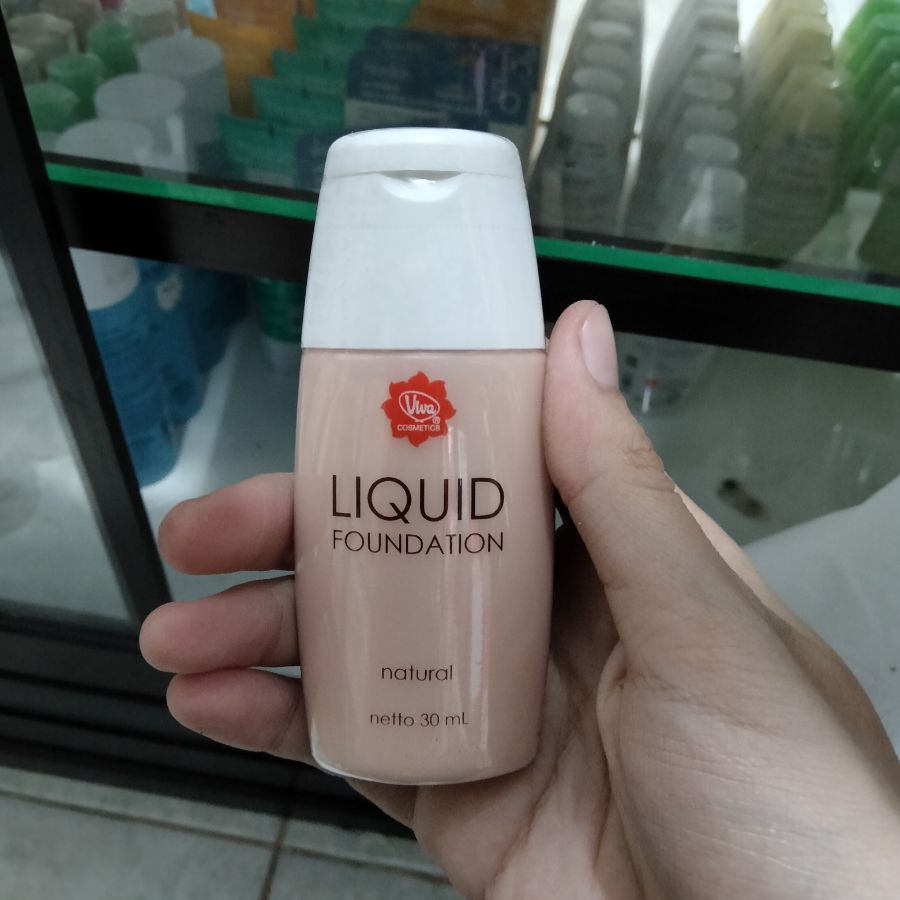 Viva
COSMETICS
LIQUID
FOUNDATION
natural
netto 30 mL